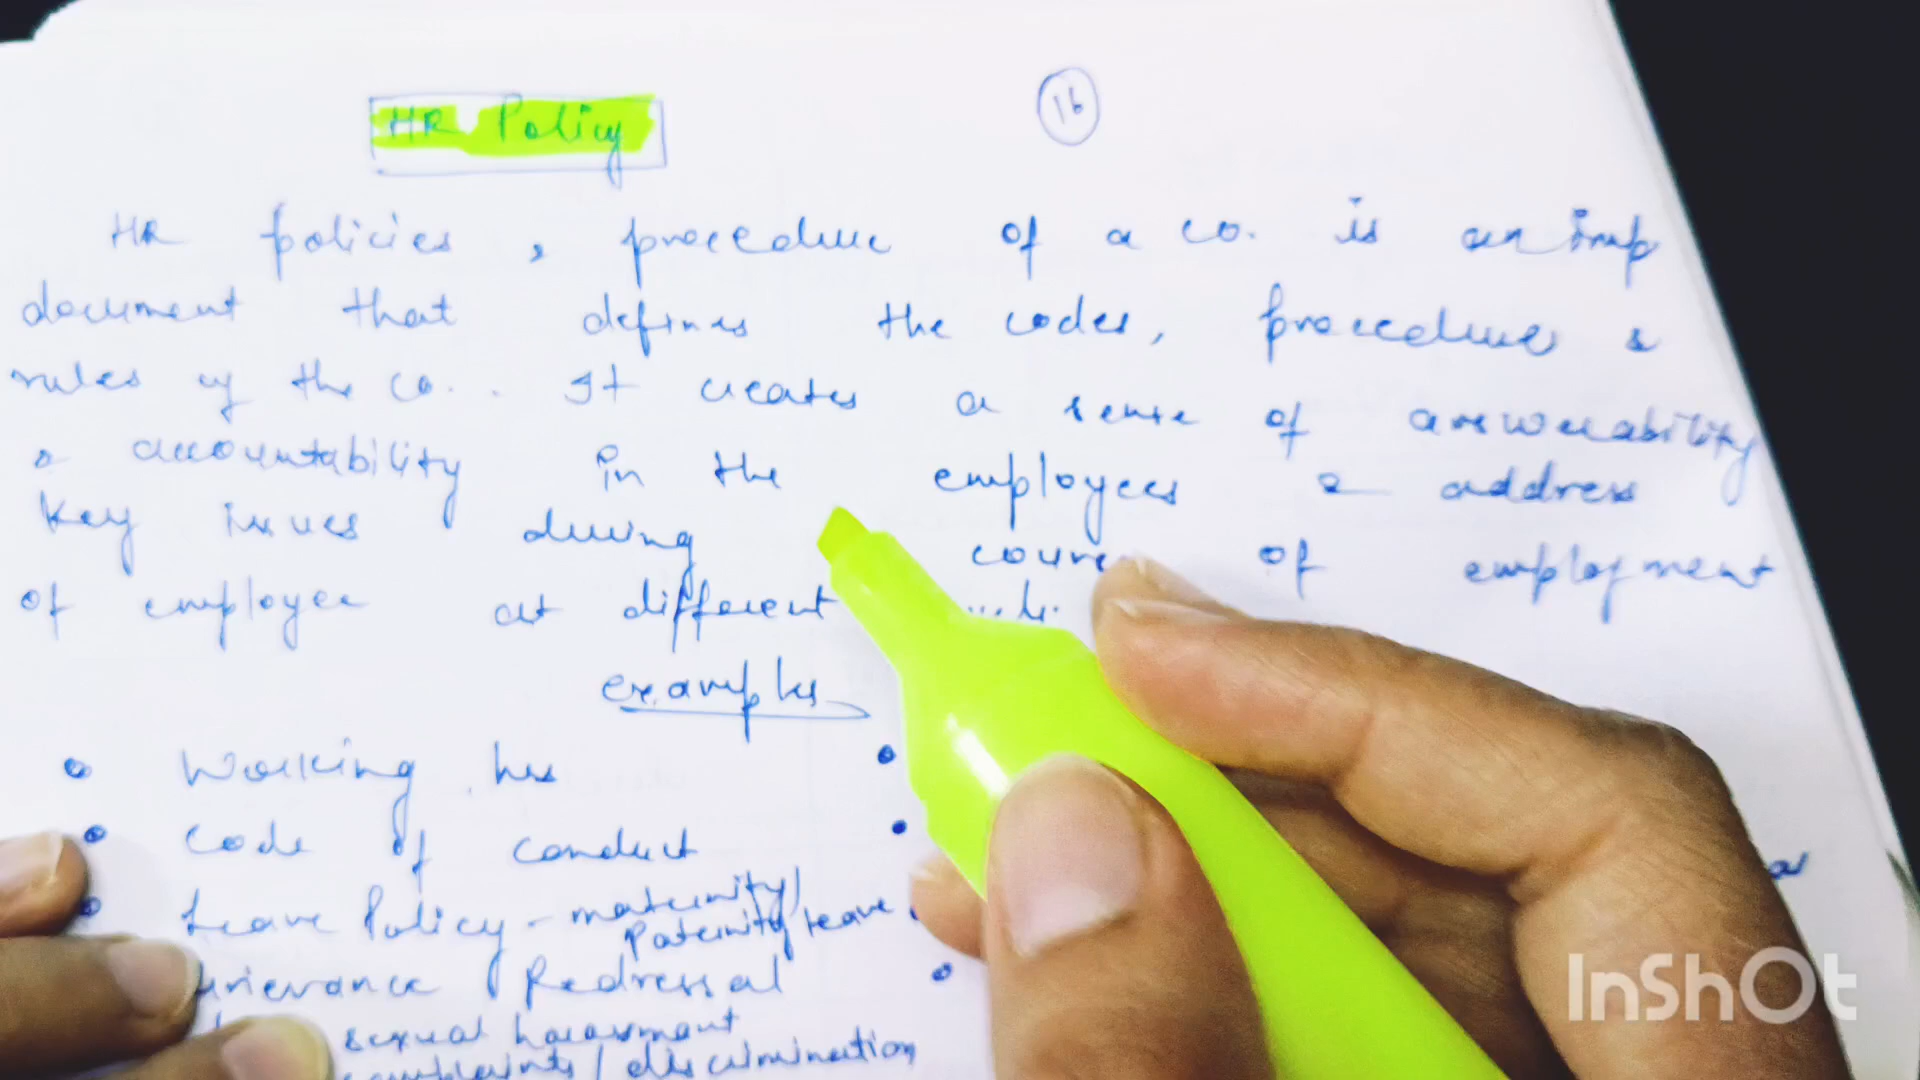 HR Policy
16
HR policies, procedure of a co. is an imp
document that defines the codes, procedure &
rules of the co.. It creates a sense of answerability
& accountability in the employees & address
key issues during course of employment
of employee at different
examples
• Working hrs
• Code of conduct
• Leave Policy - maternity/
Paternity leave
Grievance Redressal
sexual harassment
complaints / discrimination
InShOt